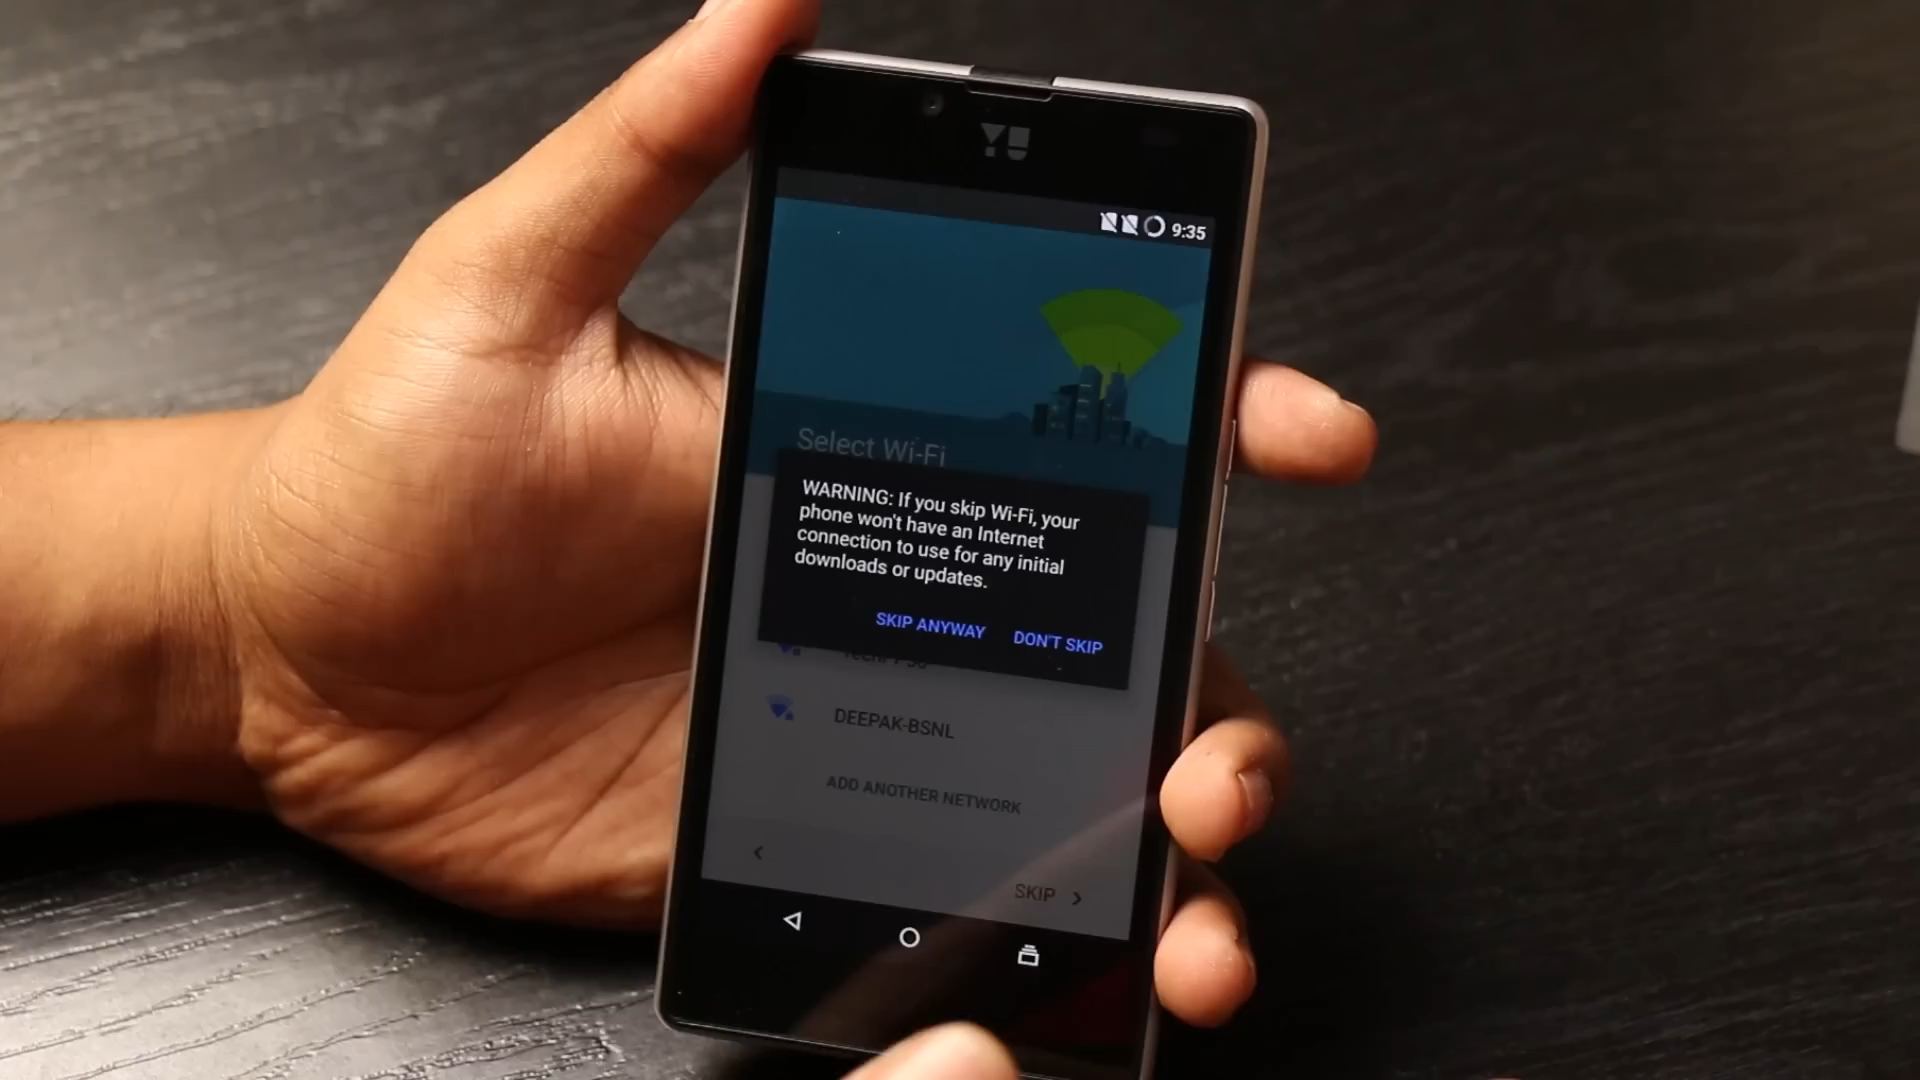 YU
9:35
Select Wi-Fi
WARNING: If you skip Wi-Fi, your
phone won't have an Internet
connection to use for any initial
downloads or updates.
SKIP ANYWAY DON'T SKIP
DEEPAK-BSNL
ADD ANOTHER NETWORK
SKIP